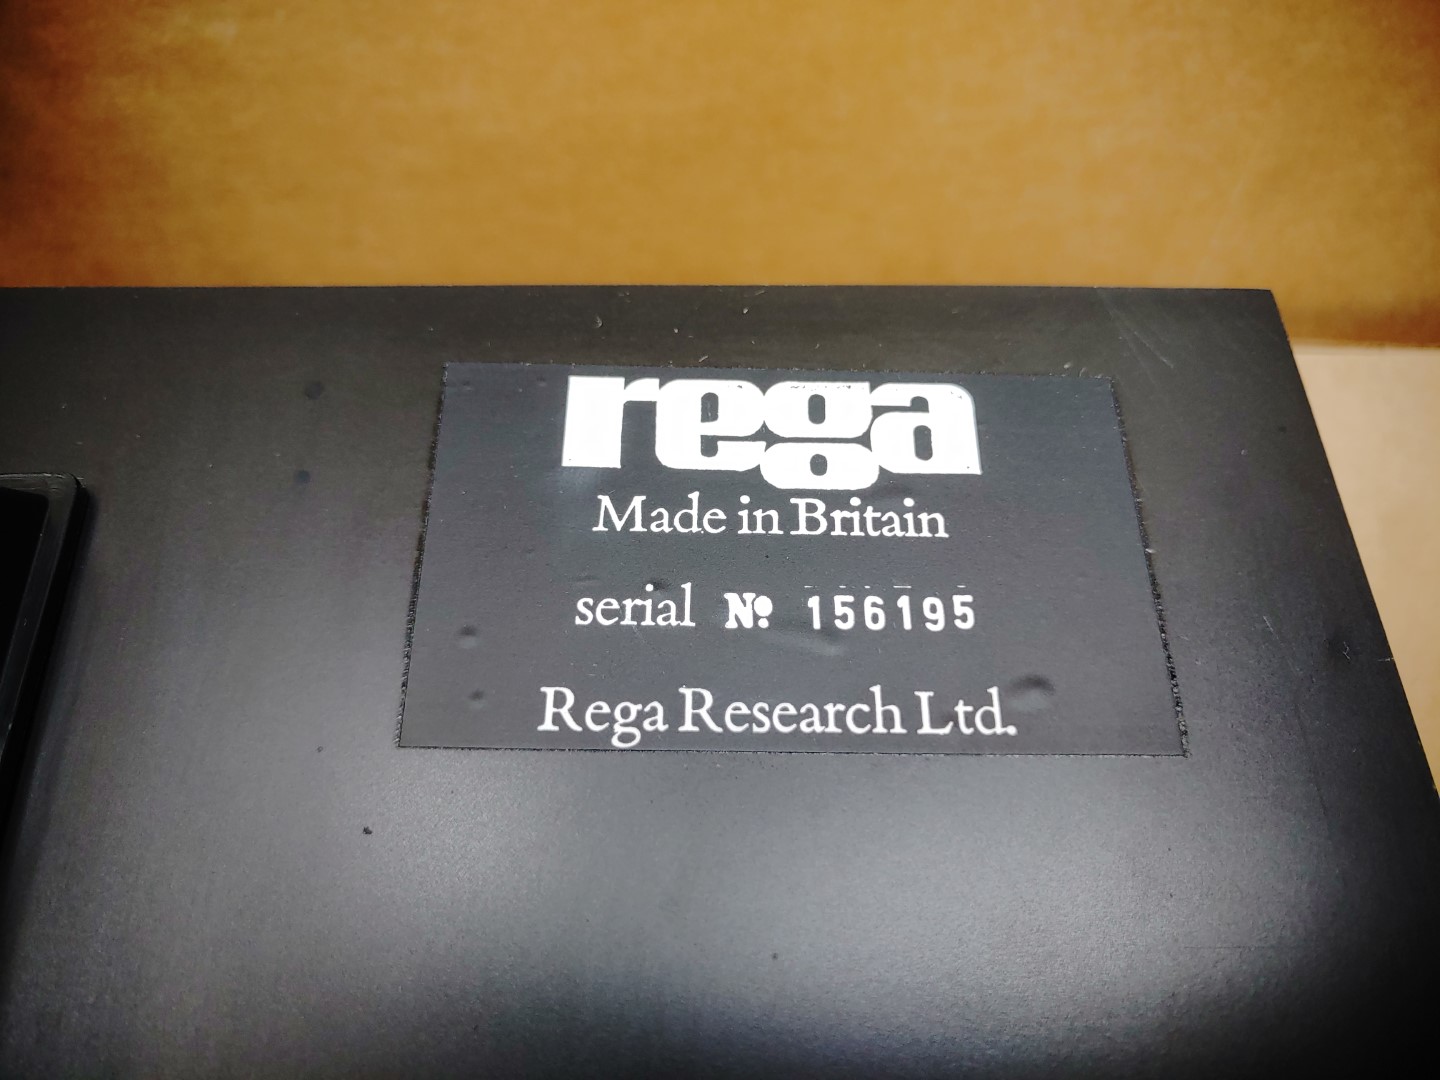 rega
Made in Britain
serial Nº 156195
Rega Research Ltd.